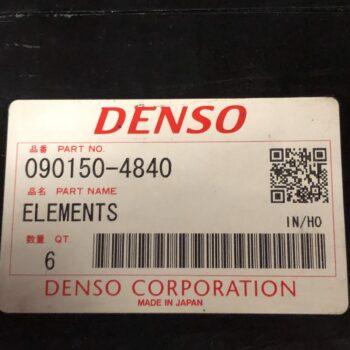 DENSO
品番 PART NO.
090150-4840
品名 PART NAME
ELEMENTS
IN/HO
数量 QT.
6
DENSO CORPORATION
MADE IN JAPAN